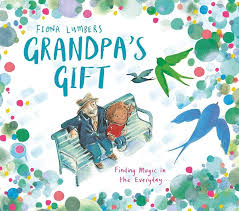 FIONA LUMBERS
GRANDPA'S
GIFT
Finding Magic in
the Everyday